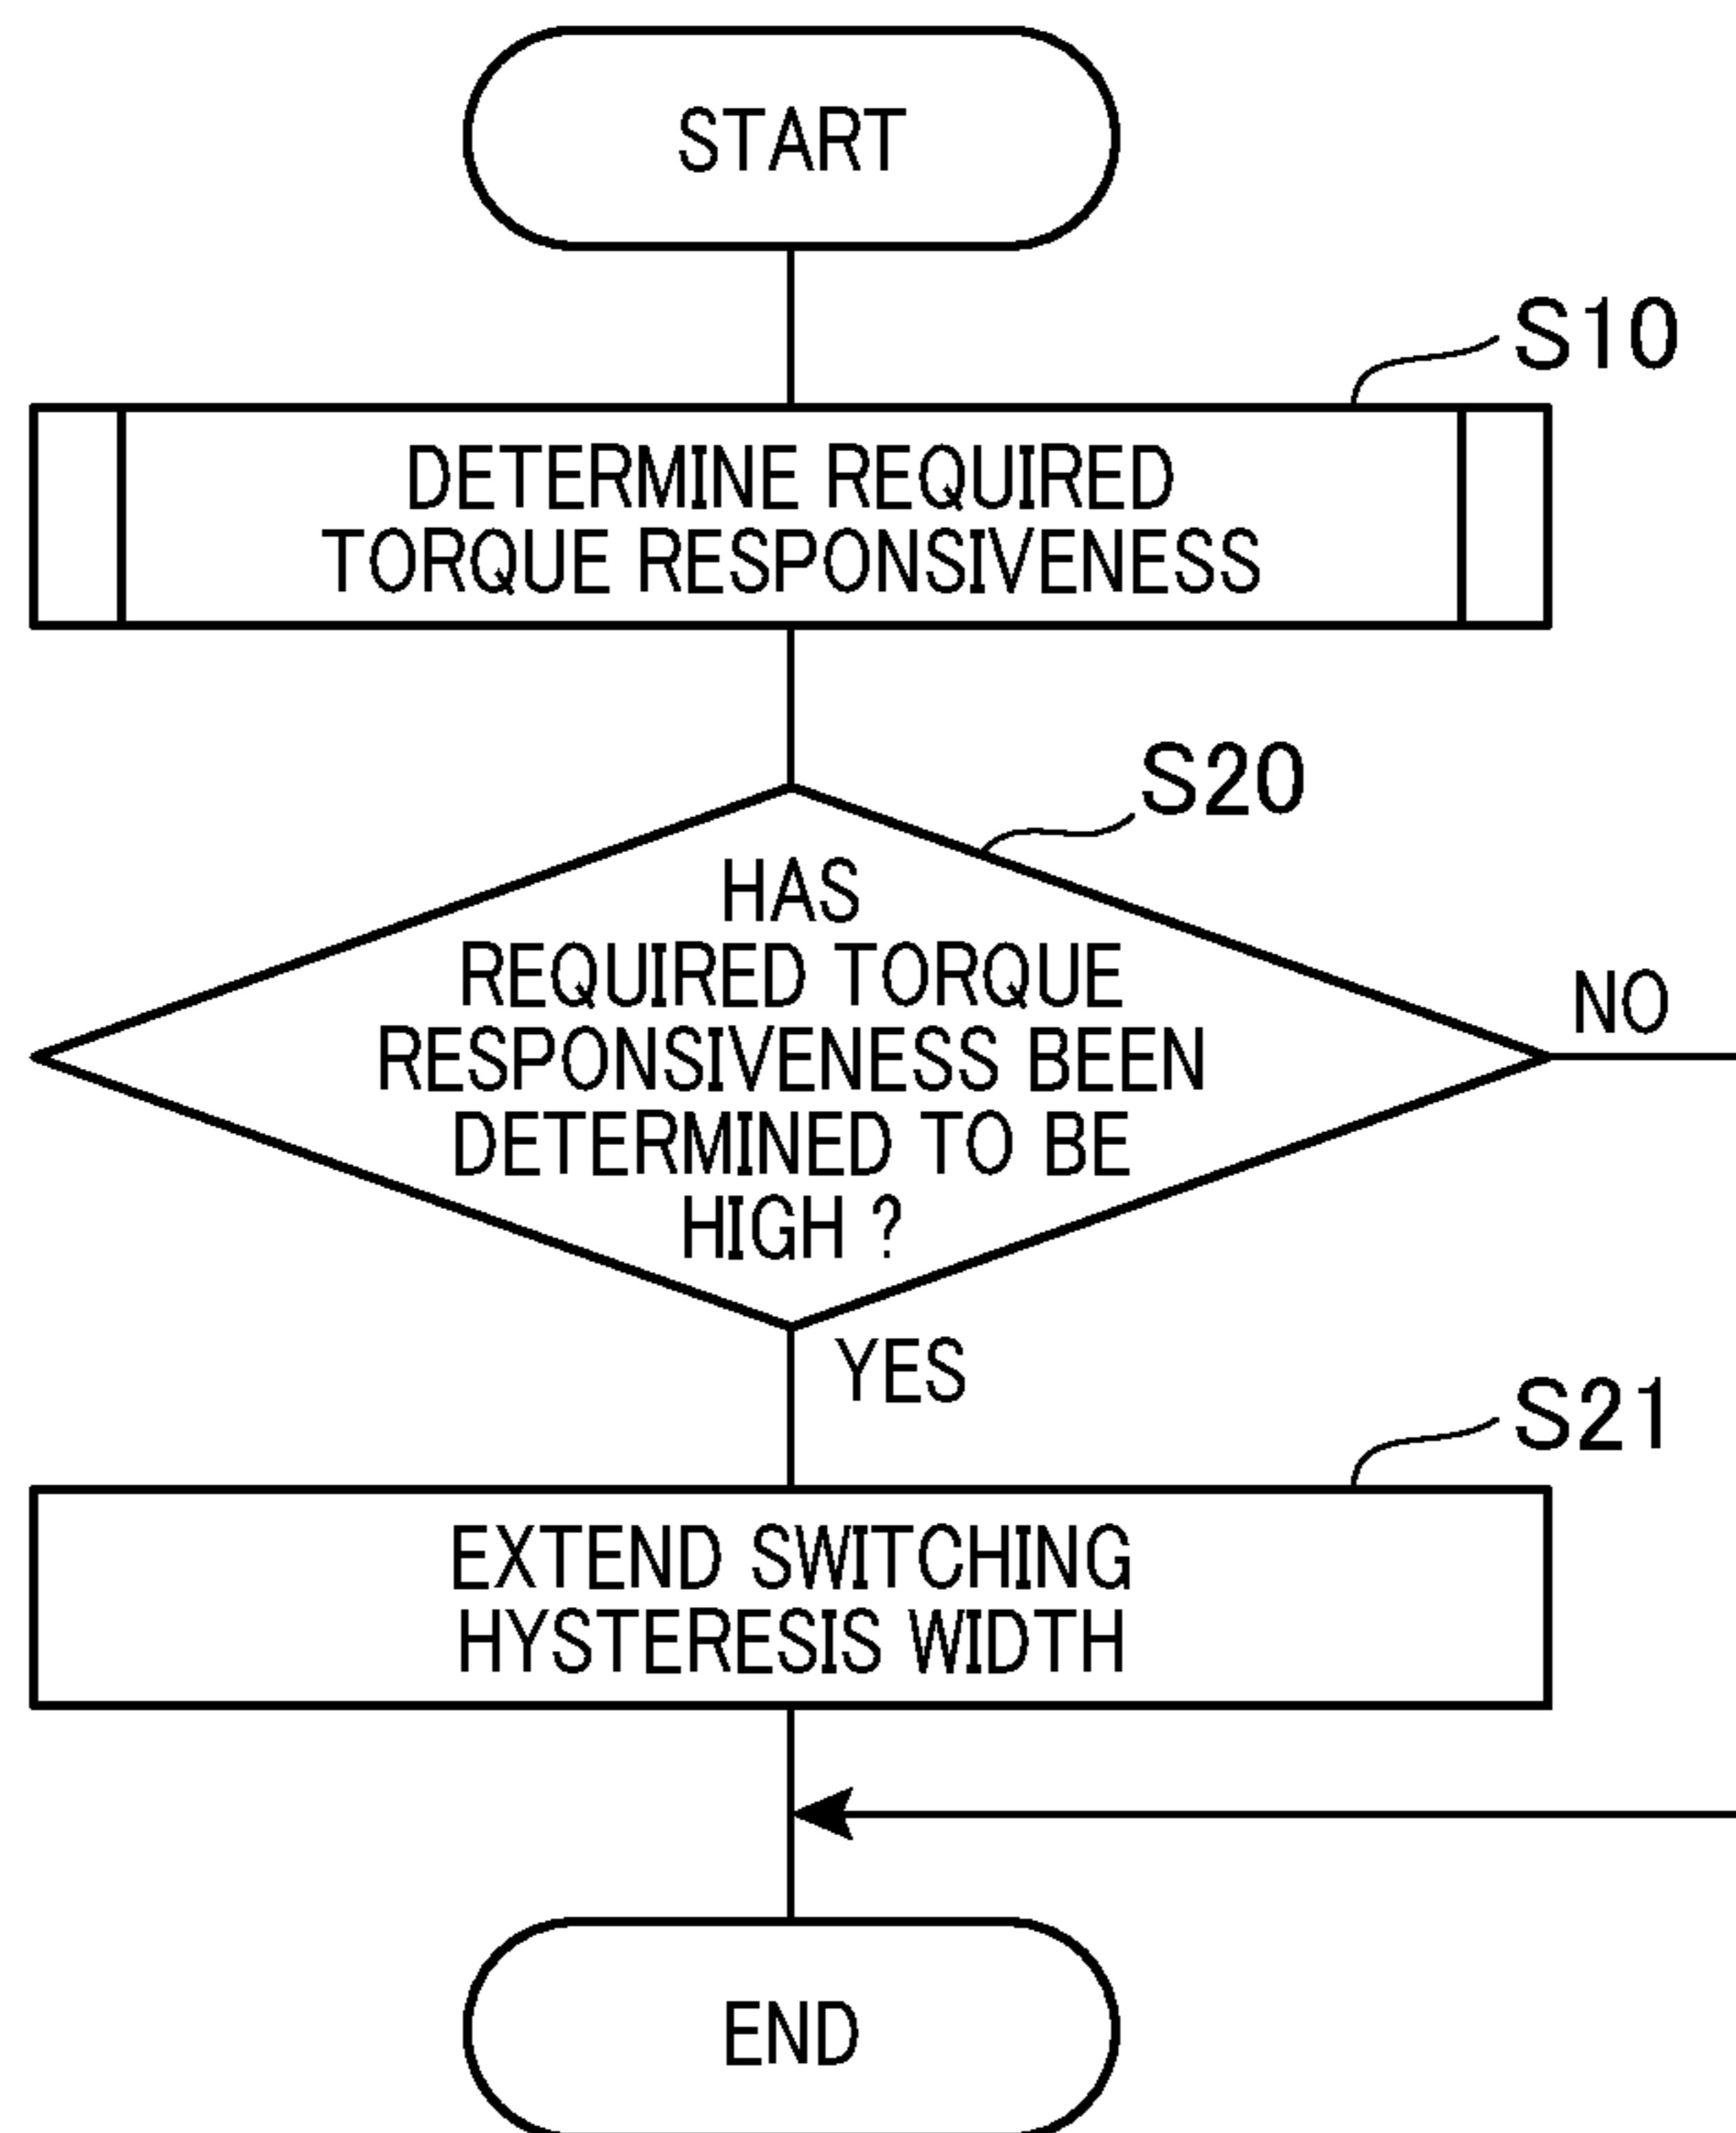 START
S10
DETERMINE REQUIRED
TORQUE RESPONSIVENESS
S20
HAS
REQUIRED TORQUE
RESPONSIVENESS BEEN
DETERMINED TO BE
HIGH ?
NO
YES
S21
EXTEND SWITCHING
HYSTERESIS WIDTH
END